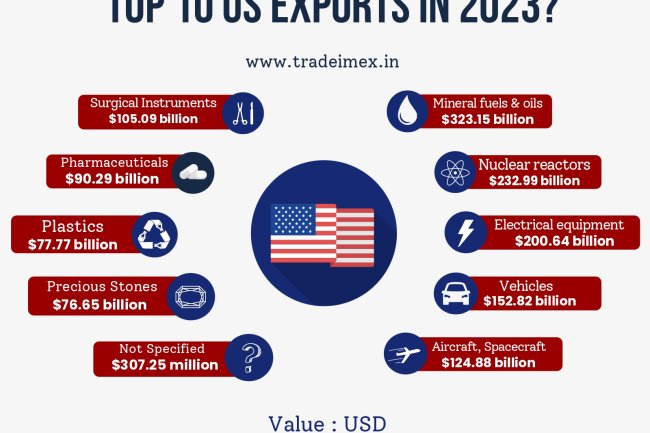 TOP 10 US EXPORTS IN 2023?
www.tradeimex.in
Surgical Instruments
$105.09 billion
Mineral fuels & oils
$323.15 billion
Pharmaceuticals
$90.29 billion
Nuclear reactors
$232.99 billion
Plastics
$77.77 billion
Electrical equipment
$200.64 billion
Precious Stones
$76.65 billion
Vehicles
$152.82 billion
Not Specified
$307.25 million
Aircraft, Spacecraft
$124.88 billion
Value : USD